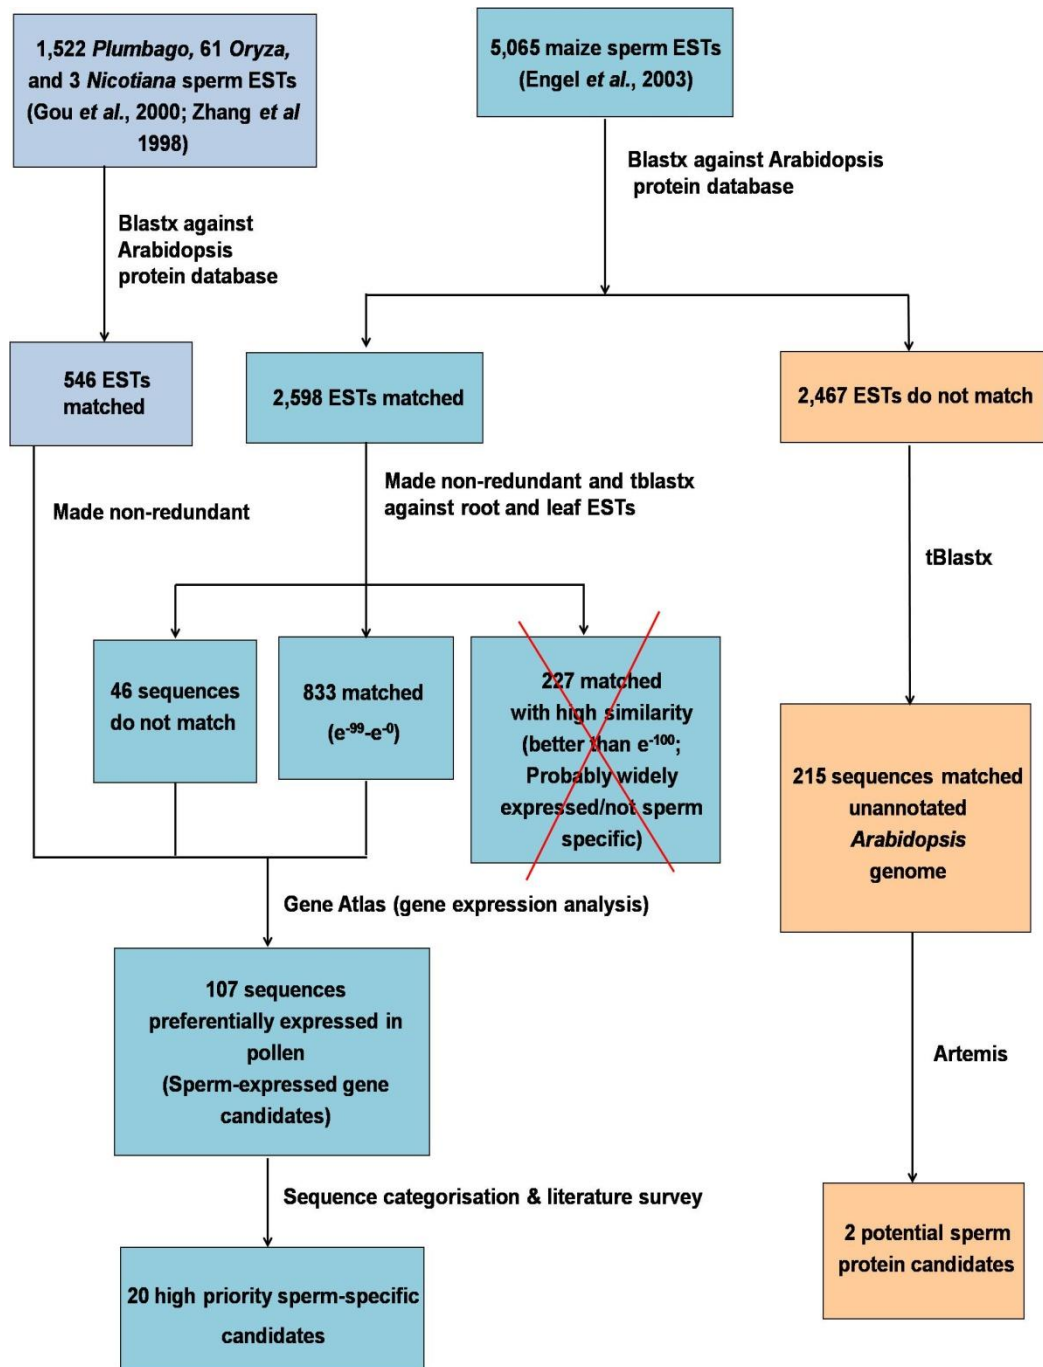 1,522 Plumbago, 61 Oryza,
and 3 Nicotiana sperm ESTs
(Gou et al., 2000; Zhang et al
1998)
5,065 maize sperm ESTs
(Engel et al., 2003)
Blastx against
Arabidopsis
protein database
Blastx against Arabidopsis
protein database
546 ESTs
matched
2,598 ESTs matched
2,467 ESTs do not match
Made non-redundant
Made non-redundant and tblastx
against root and leaf ESTs
tBlastx
46 sequences
do not match
833 matched
(e-99-e-0)
227 matched
with high similarity
(better than e-100;
Probably widely
expressed/not sperm
specific)
215 sequences matched
unannotated
Arabidopsis
genome
Gene Atlas (gene expression analysis)
107 sequences
preferentially expressed in
pollen
(Sperm-expressed gene
candidates)
Artemis
Sequence categorisation & literature survey
2 potential sperm
protein candidates
20 high priority sperm-specific
candidates